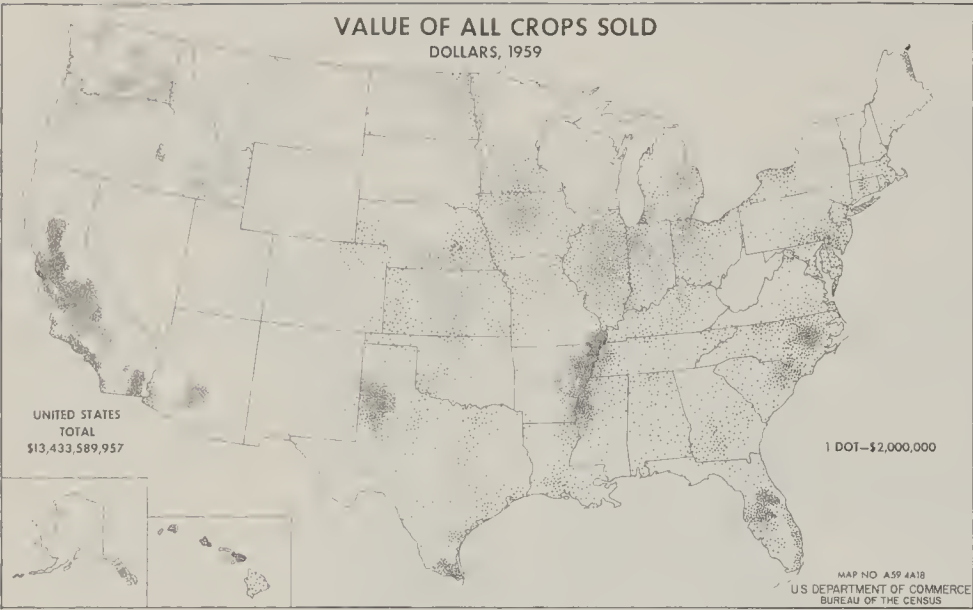 VALUE OF ALL CROPS SOLD
DOLLARS, 1959
UNITED STATES
TOTAL
$13,433,589,957
1 DOT—$2,000,000
MAP NO A59 4A18
U S DEPARTMENT OF COMMERCE
BUREAU OF THE CENSUS